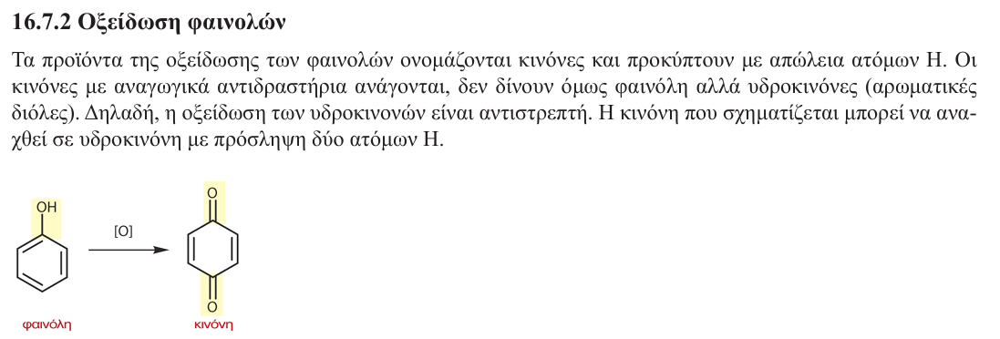 16.7.2 Οξείδωση φαινολών
Τα προϊόντα της οξείδωσης των φαινολών ονομάζονται κινόνες και προκύπτουν με απώλεια ατόμων H. Οι
κινόνες με αναγωγικά αντιδραστήρια ανάγονται, δεν δίνουν όμως φαινόλη αλλά υδροκινόνες (αρωματικές
διόλες). Δηλαδή, η οξείδωση των υδροκινονών είναι αντιστρεπτή. Η κινόνη που σχηματίζεται μπορεί να ανα-
χθεί σε υδροκινόνη με πρόσληψη δύο ατόμων H.
O
OH
[O]
O
φαινόλη κινόνη